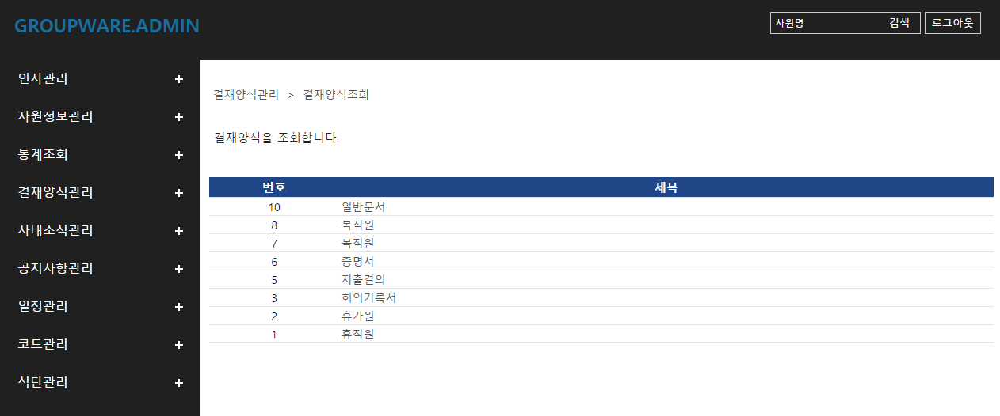 GROUPWARE.ADMIN
사원명 검색 로그아웃
인사관리 +
자원정보관리 +
통계조회 +
결재양식관리 +
사내소식관리 +
공지사항관리 +
일정관리 +
코드관리 +
식단관리 +
결재양식관리 > 결재양식조회
결재양식을 조회합니다.
번호 제목
10 일반문서
8 복직원
7 복직원
6 증명서
5 지출결의
3 회의기록서
2 휴가원
1 휴직원